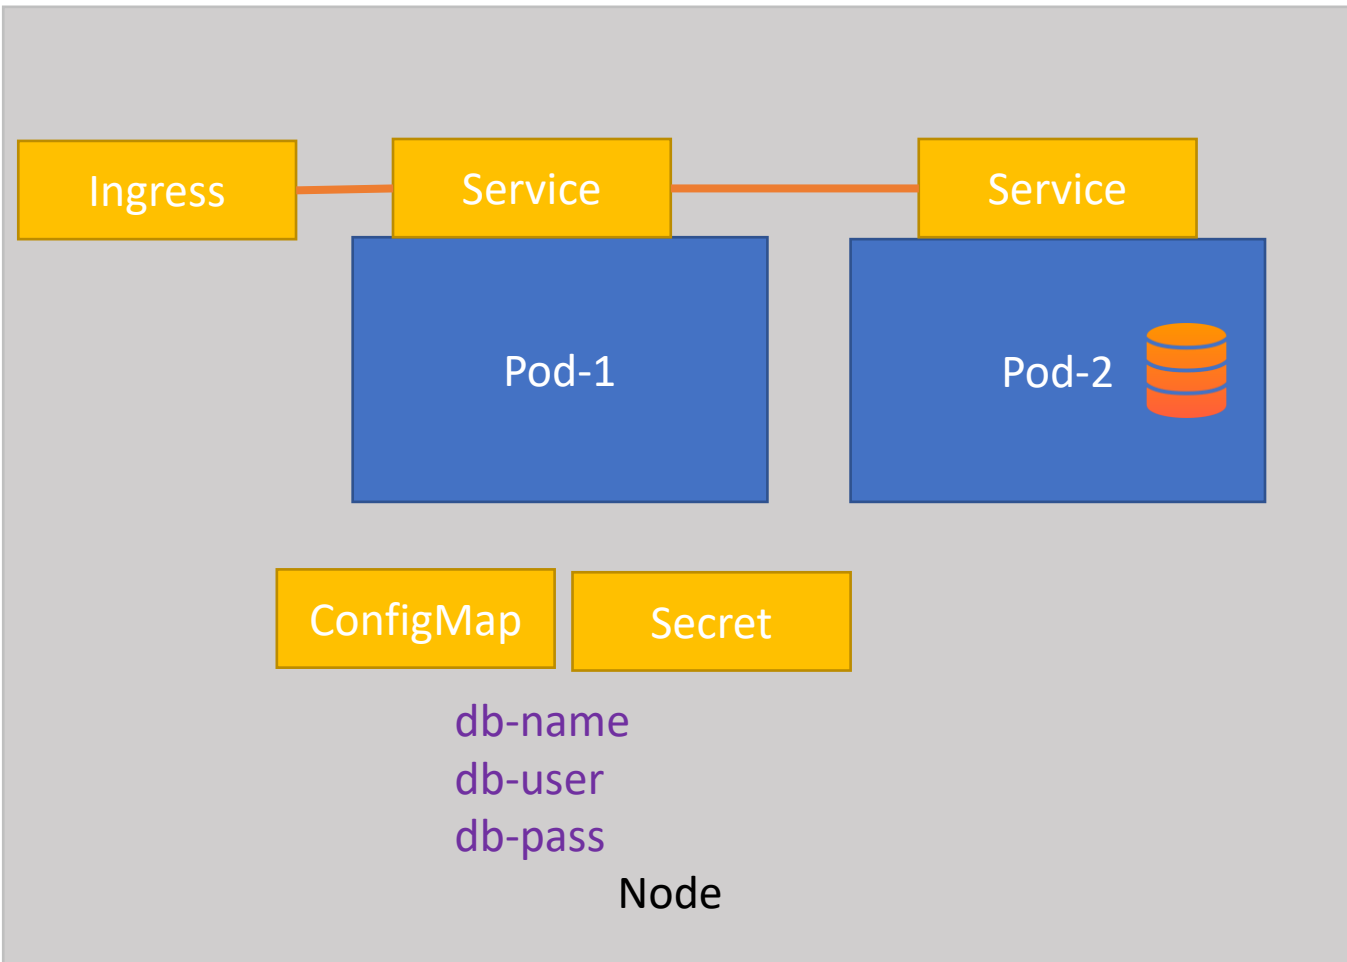 Ingress
Service
Service
Pod-1
Pod-2
ConfigMap
Secret
db-name
db-user
db-pass
Node